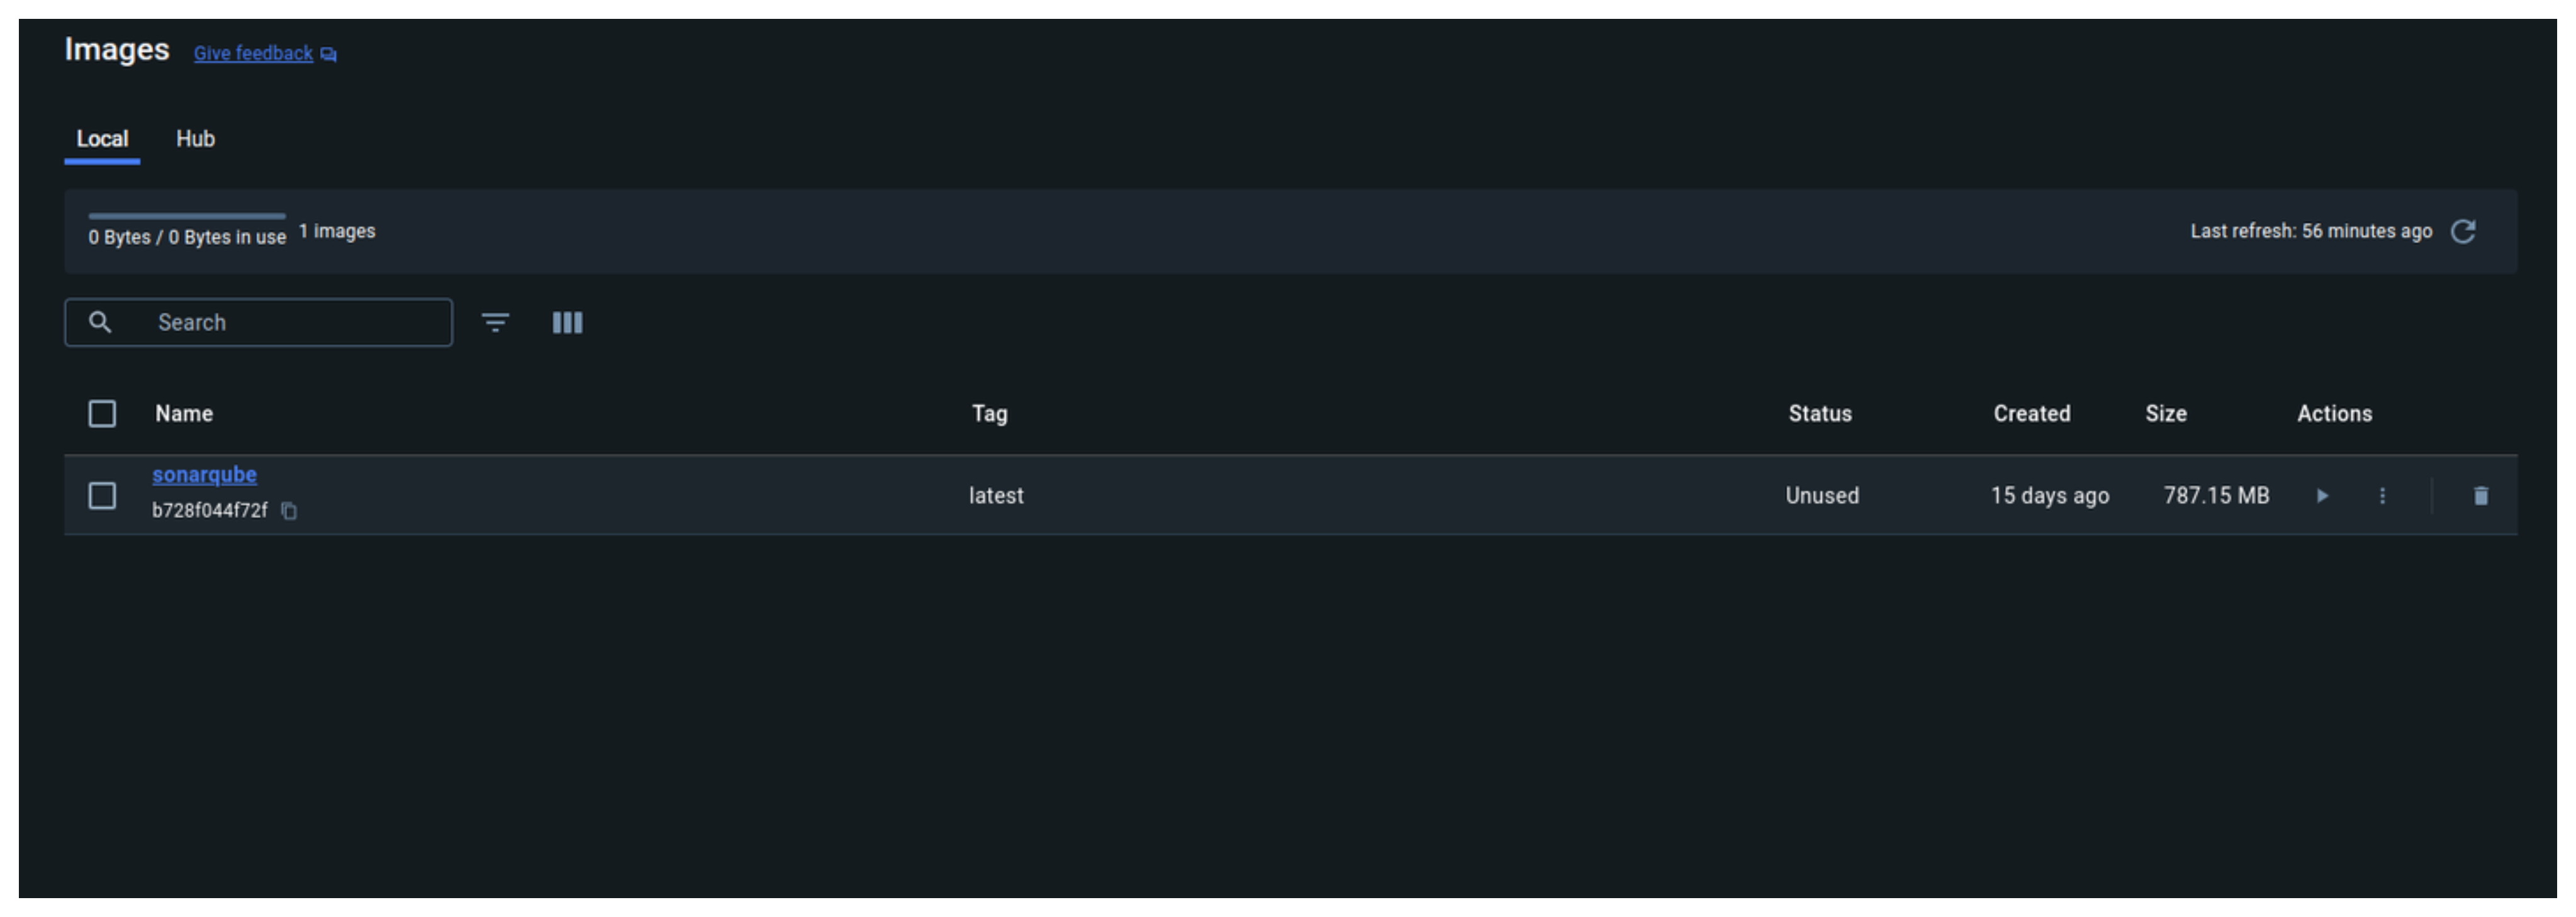 Images Give feedback
Local Hub
0 Bytes / 0 Bytes in use 1 images Last refresh: 56 minutes ago
Search
Name Tag Status Created Size Actions
sonarqube
b728f044f72f latest Unused 15 days ago 787.15 MB